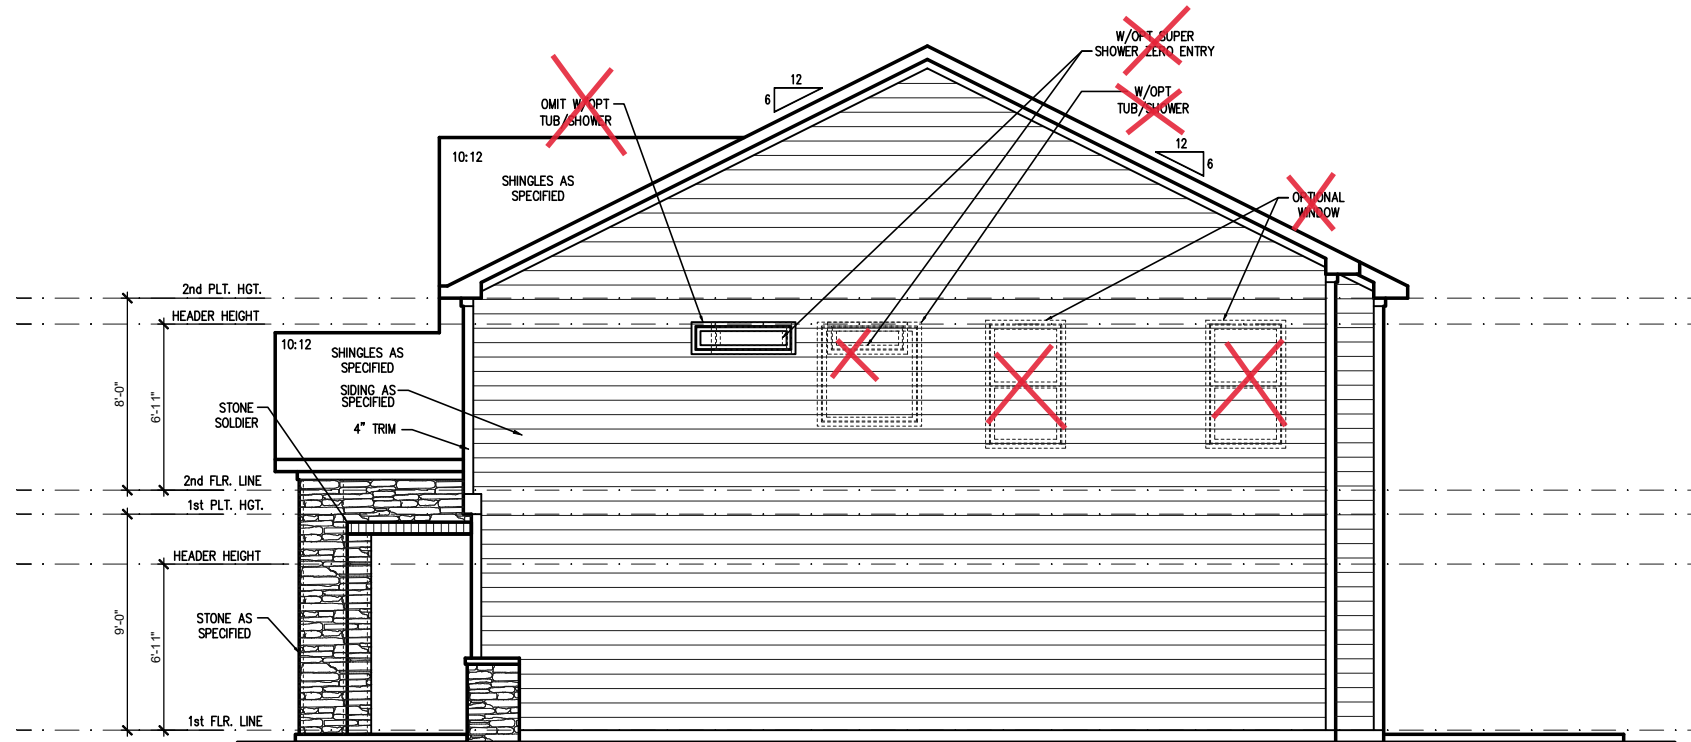 W/OPT SUPER
SHOWER ZERO ENTRY
12
6
OMIT W/OPT
TUB/SHOWER
W/OPT
TUB/SHOWER
12
6
10:12
SHINGLES AS
SPECIFIED
OPTIONAL
WINDOW
2nd PLT. HGT.
HEADER HEIGHT
10:12
SHINGLES AS
SPECIFIED
SIDING AS
SPECIFIED
8'-0"
6'-11"
STONE
SOLDIER
4" TRIM
2nd FLR. LINE
1st PLT. HGT.
HEADER HEIGHT
9'-0"
6'-11"
STONE AS
SPECIFIED
1st FLR. LINE